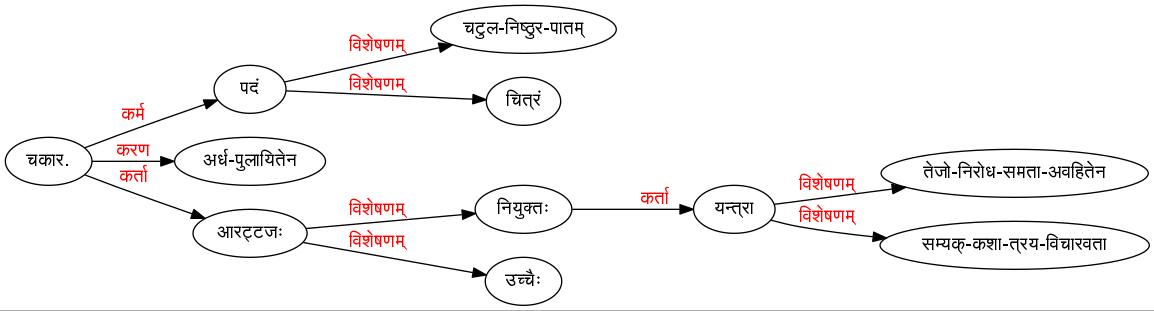 चटुल-निष्ठुर-पातम्
विशेषणम्
पदं
विशेषणम्
चित्रं
कर्म
चकार.
करण
अर्ध-पुलायितेन
कर्ता
विशेषणम्
नियुक्तः
कर्ता
यन्त्रा
विशेषणम्
तेजो-निरोध-समता-अवहितेन
विशेषणम्
सम्यक्-कशा-त्रय-विचारवता
आरट्टजः
विशेषणम्
उच्चैः